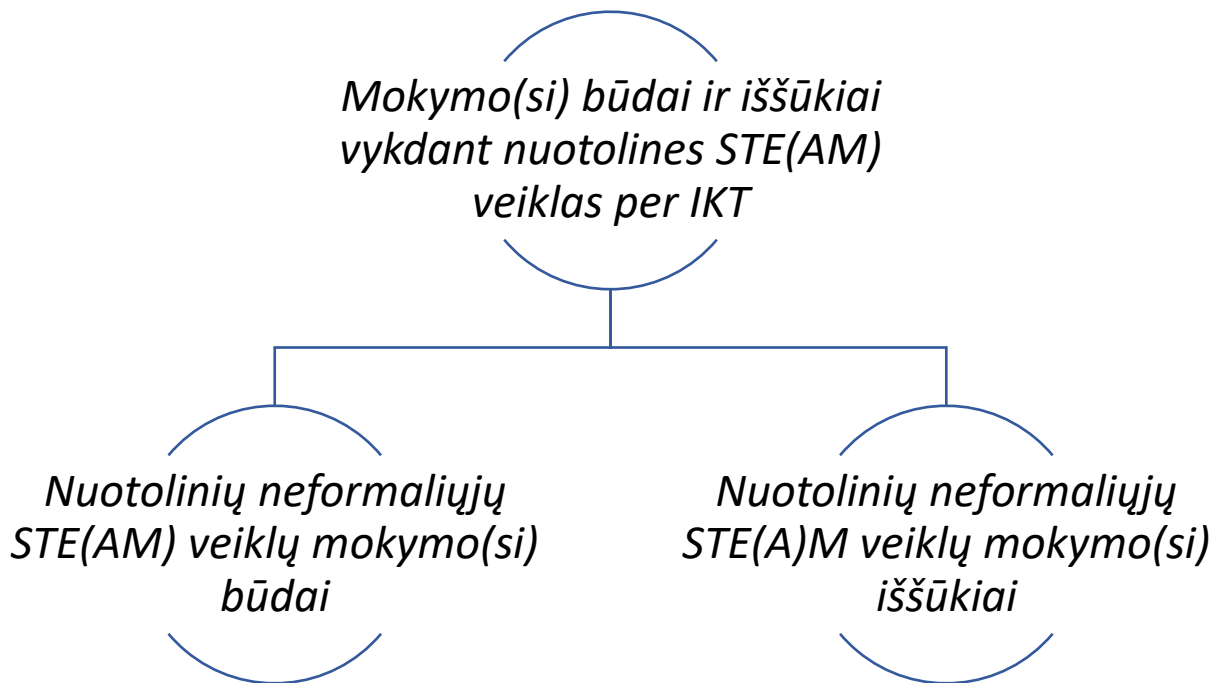 Mokymo(si) būdai ir iššūkiai
vykdant nuotolines STE(AM)
veiklas per IKT
Nuotolinių neformaliųjų
STE(AM) veiklų mokymo(si)
būdai
Nuotolinių neformaliųjų
STE(A)M veiklų mokymo(si)
iššūkiai